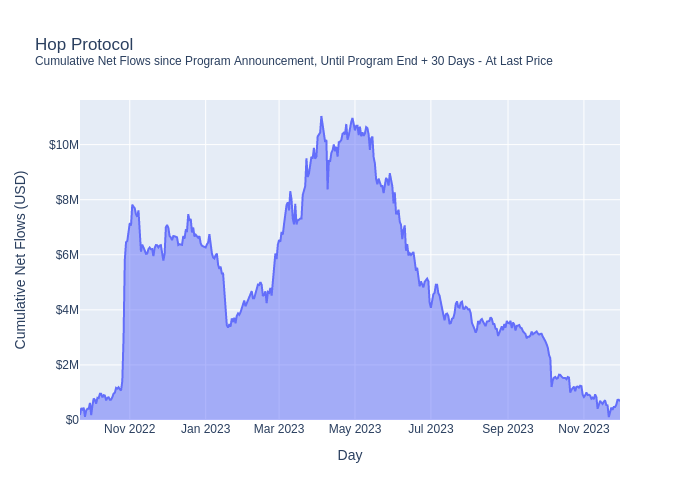 Hop Protocol
Cumulative Net Flows since Program Announcement, Until Program End + 30 Days - At Last Price
Cumulative Net Flows (USD)
$10M
$8M
$6M
$4M
$2M
$0
Nov 2022 Jan 2023 Mar 2023 May 2023 Jul 2023 Sep 2023 Nov 2023
Day